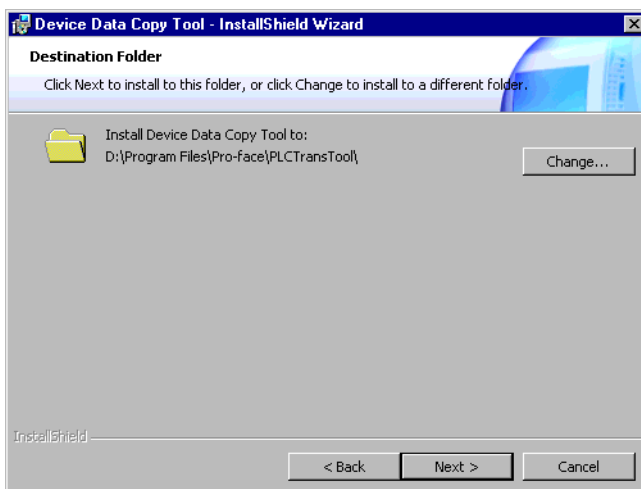 Device Data Copy Tool - InstallShield Wizard
Destination Folder
Click Next to install to this folder, or click Change to install to a different folder.
Install Device Data Copy Tool to:
D:\Program Files\Pro-face\PLCTransTool\
Change...
InstallShield
< Back
Next >
Cancel